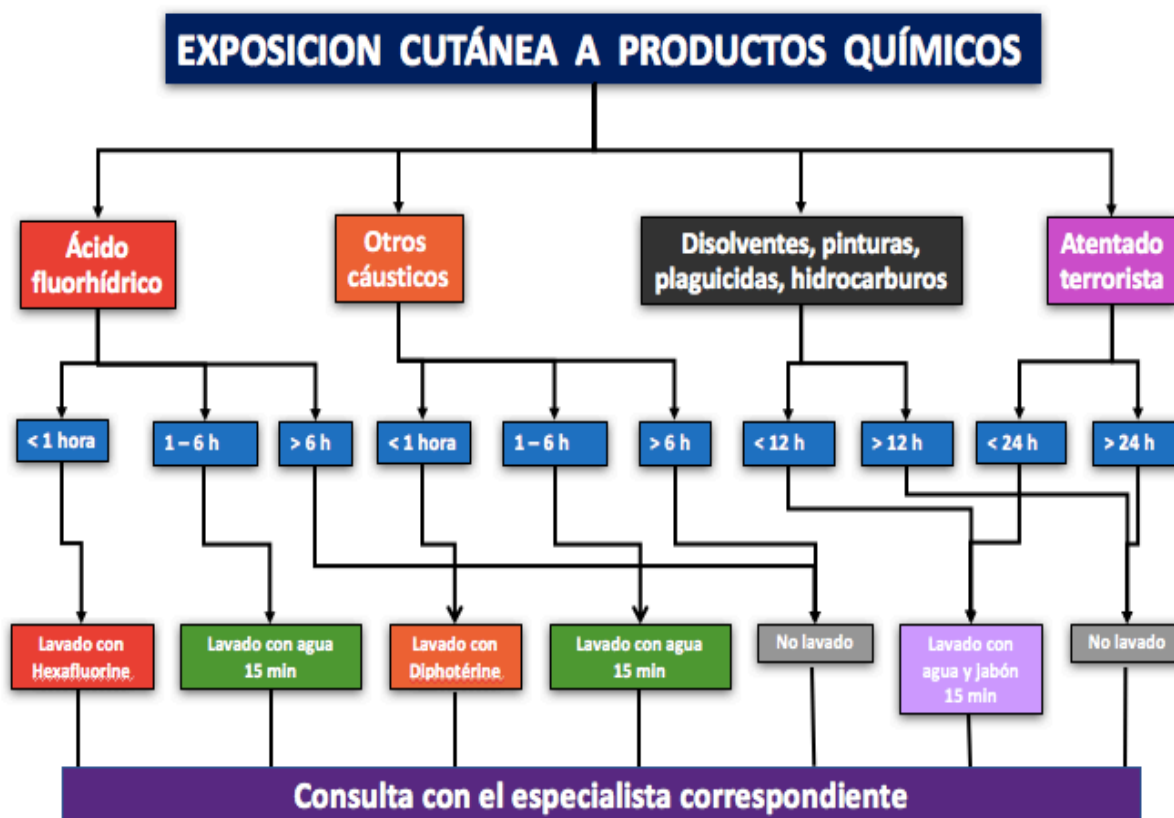 EXPOSICION CUTÁNEA A PRODUCTOS QUÍMICOS
Ácido
fluorhídrico
Otros
cáusticos
Disolventes, pinturas,
plaguicidas, hidrocarburos
Atentado
terrorista
< 1 hora
1 – 6 h
> 6 h
< 1 hora
1 – 6 h
> 6 h
< 12 h
> 12 h
< 24 h
> 24 h
Lavado con
Hexafluorine
Lavado con agua
15 min
Lavado con
Diphotérine
Lavado con agua
15 min
No lavado
Lavado con
agua y jabón
15 min
No lavado
Consulta con el especialista correspondiente